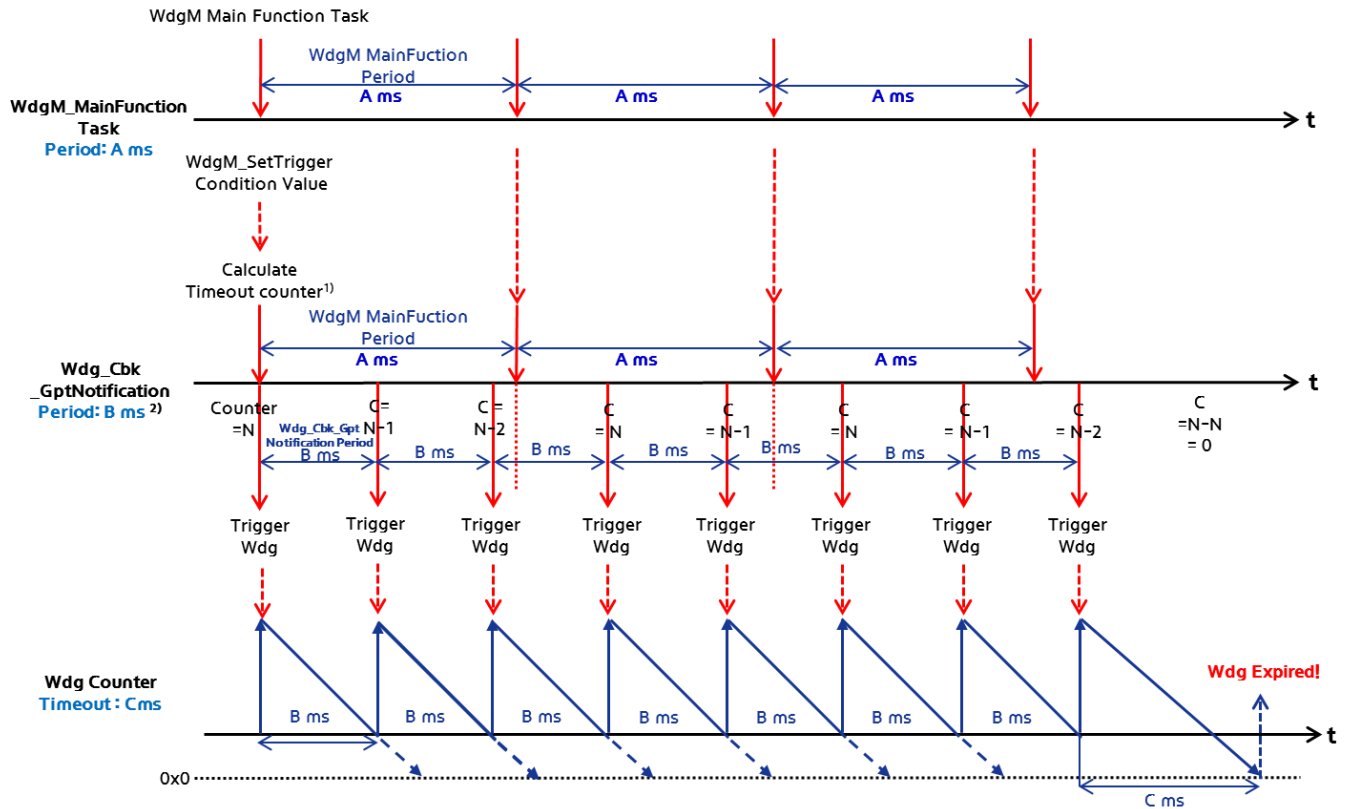 WdgM Main Function Task
WdgM MainFuction
Period
A ms
A ms
A ms
WdgM_MainFunction
Task
Period: A ms
t
WdgM_SetTrigger
Condition Value
Calculate
Timeout counter1)
WdgM MainFuction
Period
A ms
A ms
A ms
Wdg_Cbk
_GptNotification
Period: B ms 2)
t
Counter
=N
C=
N-1
C =
N-2
C
= N
C
= N-1
C
= N
C
=N-1
C
= N-2
C
=N-N
= 0
Wdg_Cbk_Gpt
Notification Period
B ms
B ms
B ms
B ms
B ms
B ms
B ms
Trigger
Wdg
Trigger
Wdg
Trigger
Wdg
Trigger
Wdg
Trigger
Wdg
Trigger
Wdg
Trigger
Wdg
Trigger
Wdg
Wdg Counter
Timeout : Cms
Wdg Expired!
B ms
B ms
B ms
B ms
B ms
B ms
B ms
t
0x0
C ms